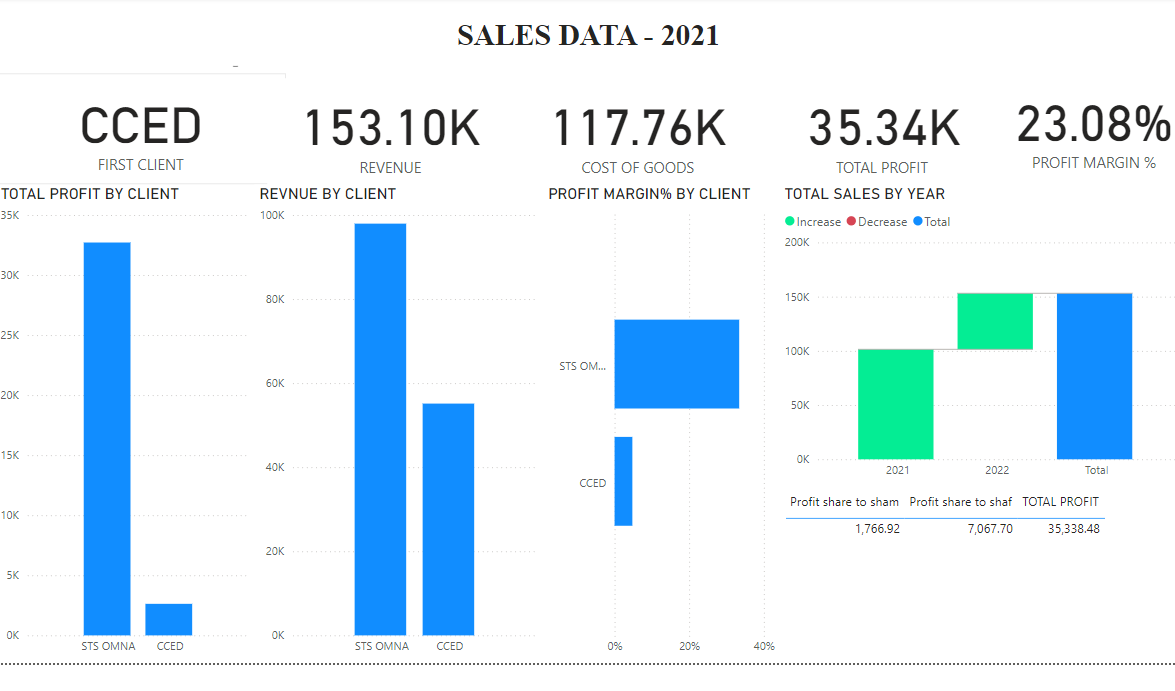 SALES DATA - 2021
CCED
FIRST CLIENT
153.10K
REVENUE
117.76K
COST OF GOODS
35.34K
TOTAL PROFIT
23.08%
PROFIT MARGIN %
TOTAL PROFIT BY CLIENT
35K
30K
25K
20K
15K
10K
5K
0K
STS OMNA CCED
REVNUE BY CLIENT
100K
80K
60K
40K
20K
0K
STS OMNA CCED
PROFIT MARGIN% BY CLIENT
STS OM...
CCED
0% 20% 40%
TOTAL SALES BY YEAR
Increase Decrease Total
200K
150K
100K
50K
0K
2021 2022 Total
Profit share to sham Profit share to shaf TOTAL PROFIT
1,766.92 7,067.70 35,338.48